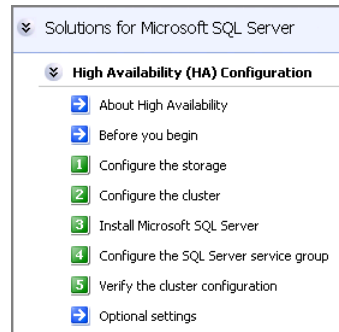 Solutions for Microsoft SQL Server
High Availability (HA) Configuration
About High Availability
Before you begin
1 Configure the storage
2 Configure the cluster
3 Install Microsoft SQL Server
4 Configure the SQL Server service group
5 Verify the cluster configuration
Optional settings